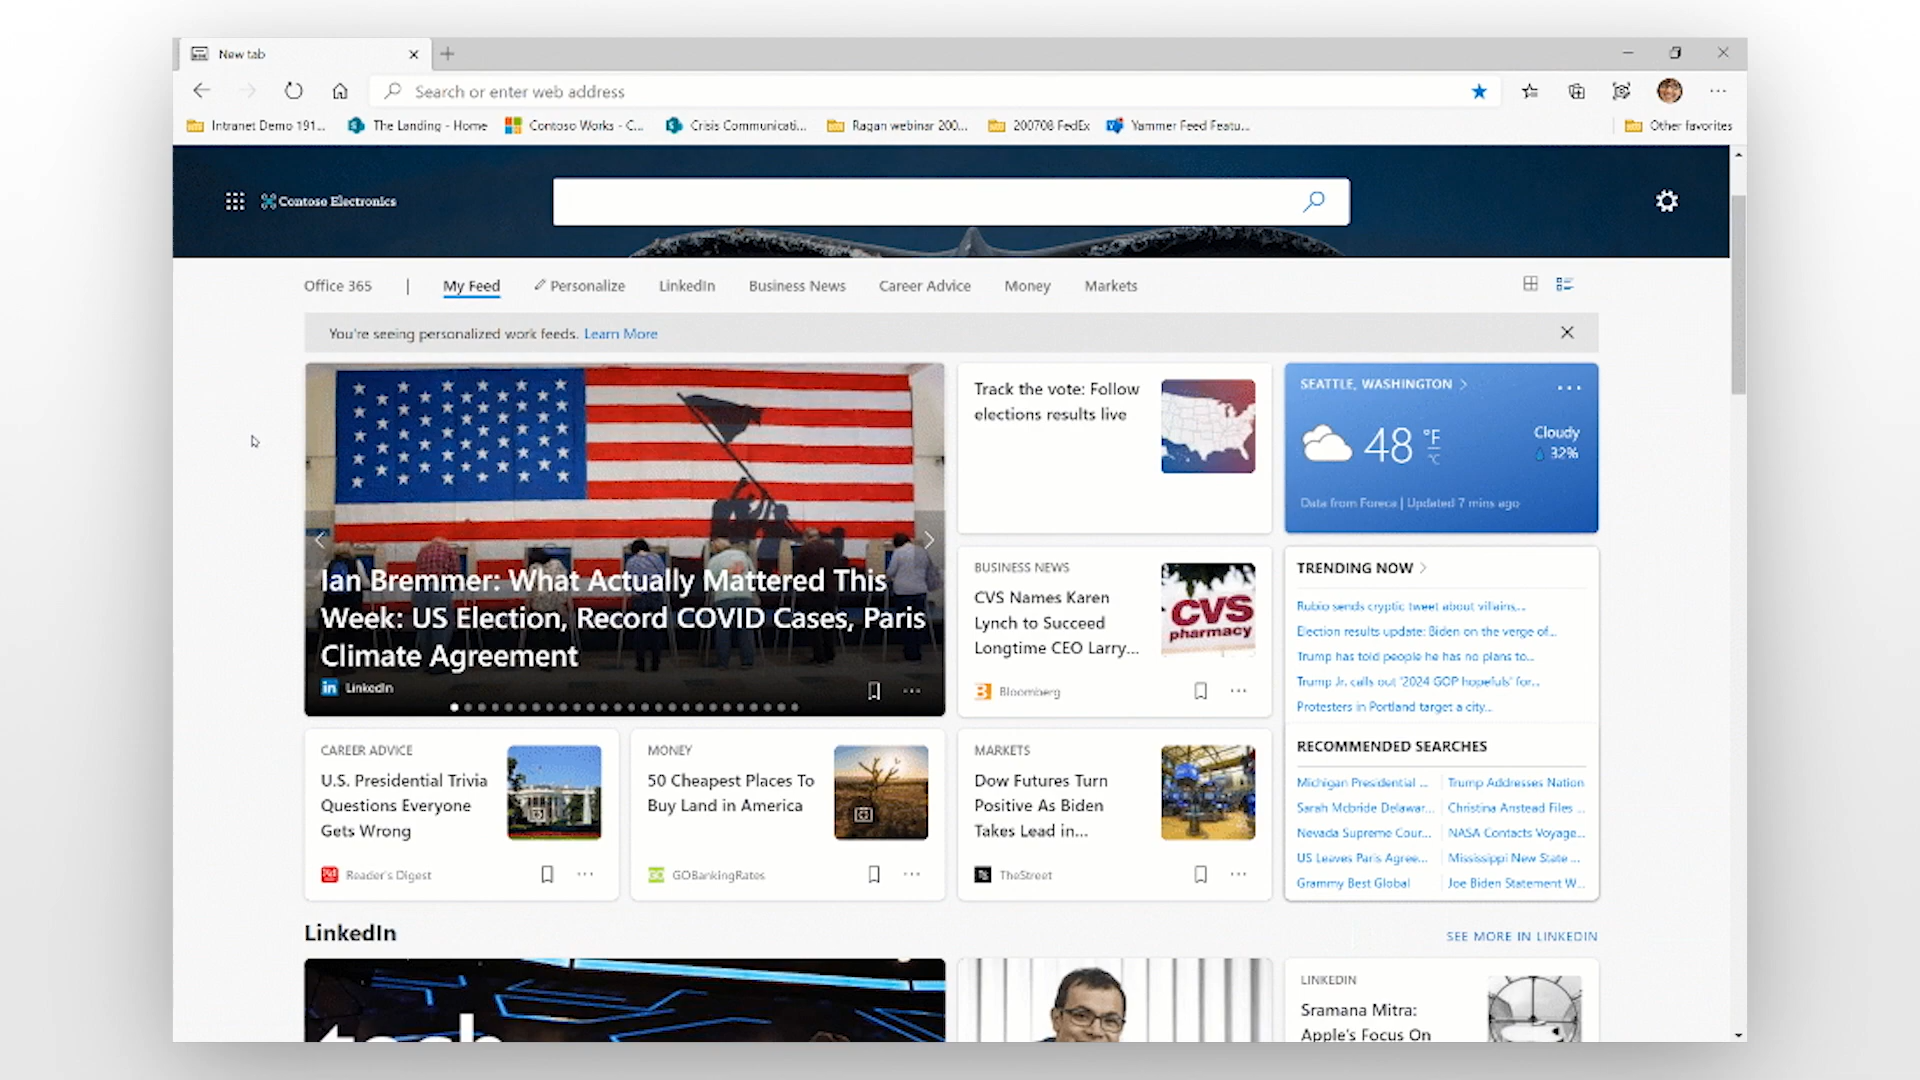 New tab
Search or enter web address
Intranet Demo 191...
The Landing - Home
Contoso Works - C...
Crisis Communicati...
Ragan webinar 200...
200708 FedEx
Yammer Feed Featu...
Other favorites
Contoso Electronics
Office 365
My Feed
Personalize
LinkedIn
Business News
Career Advice
Money
Markets
You're seeing personalized work feeds. Learn More
Ian Bremmer: What Actually Mattered This
Week: US Election, Record COVID Cases, Paris
Climate Agreement
LinkedIn
Track the vote: Follow
elections results live
SEATTLE, WASHINGTON
48 °F
°C
Cloudy
32%
Data from Foreca | Updated 7 mins ago
BUSINESS NEWS
CVS Names Karen
Lynch to Succeed
Longtime CEO Larry...
CVS
pharmacy
Bloomberg
TRENDING NOW
Rubio sends cryptic tweet about villains,...
Election results update: Biden on the verge of...
Trump has told people he has no plans to...
Trump Jr. calls out '2024 GOP hopefuls' for...
Protesters in Portland target a city...
CAREER ADVICE
U.S. Presidential Trivia
Questions Everyone
Gets Wrong
Reader's Digest
MONEY
50 Cheapest Places To
Buy Land in America
GOBankingRates
MARKETS
Dow Futures Turn
Positive As Biden
Takes Lead in...
TheStreet
RECOMMENDED SEARCHES
Michigan Presidential ...
Trump Addresses Nation
Sarah Mcbride Delawar...
Christina Anstead Files ...
Nevada Supreme Cour...
NASA Contacts Voyage...
US Leaves Paris Agree...
Mississippi New State ...
Grammy Best Global
Joe Biden Statement W...
LinkedIn
SEE MORE IN LINKEDIN
tech
LINKEDIN
Sramana Mitra:
Apple's Focus On